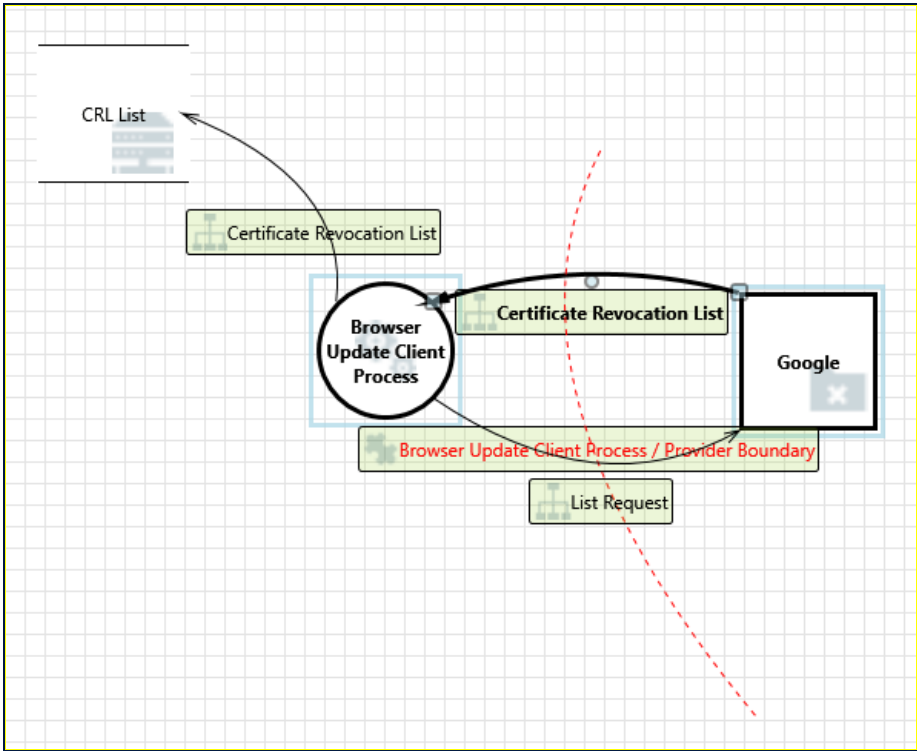 CRL List
Certificate Revocation List
Certificate Revocation List
Browser
Update Client
Process
Google
Browser Update Client Process / Provider Boundary
List Request